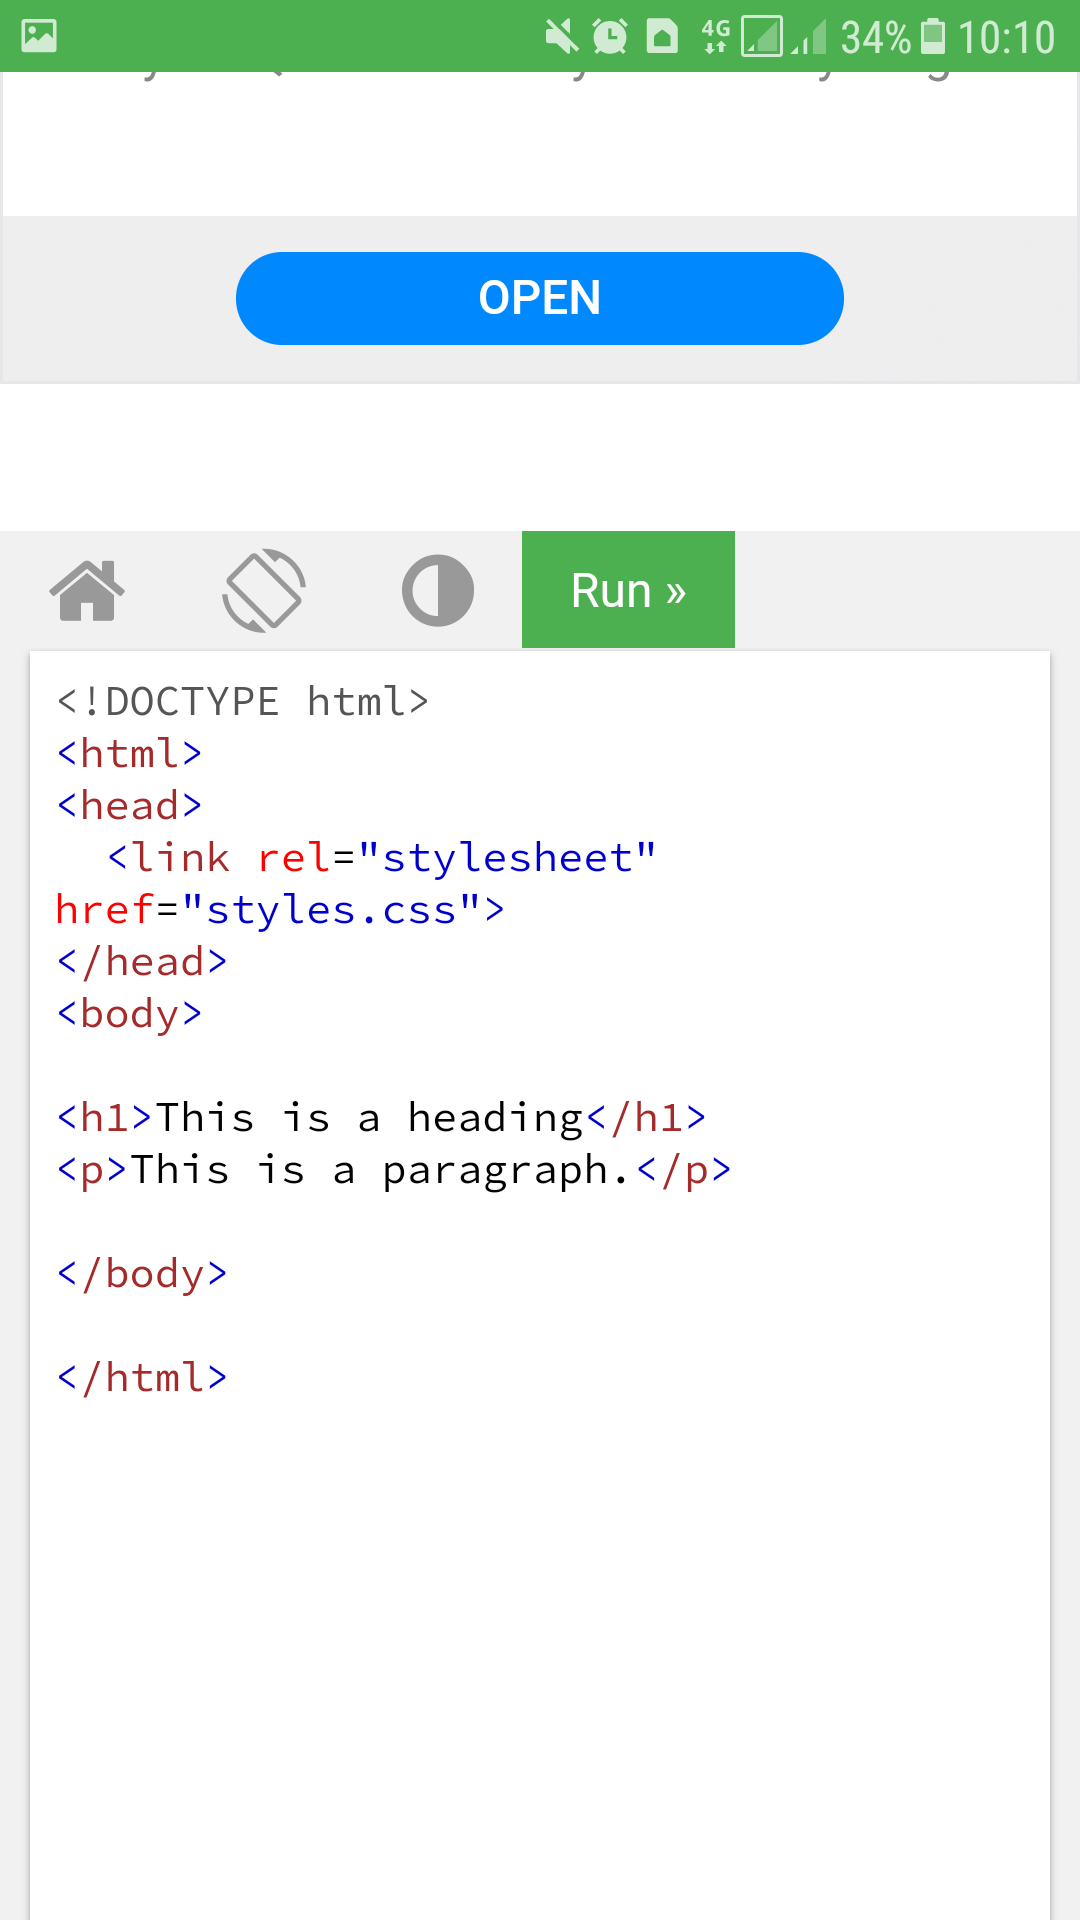 4G 34% 10:10
OPEN
Run »
<!DOCTYPE html>
<html>
<head>
  <link rel="stylesheet"
href="styles.css">
</head>
<body>

<h1>This is a heading</h1>
<p>This is a paragraph.</p>

</body>

</html>